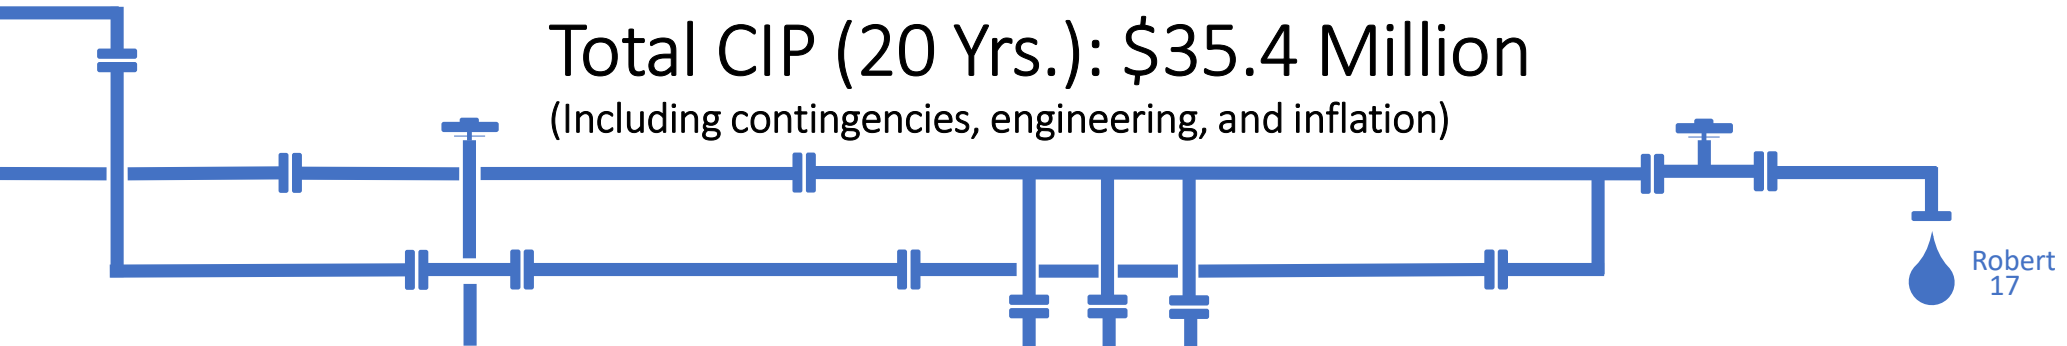 Total CIP (20 Yrs.): $35.4 Million
(Including contingencies, engineering, and inflation)
Robert
17